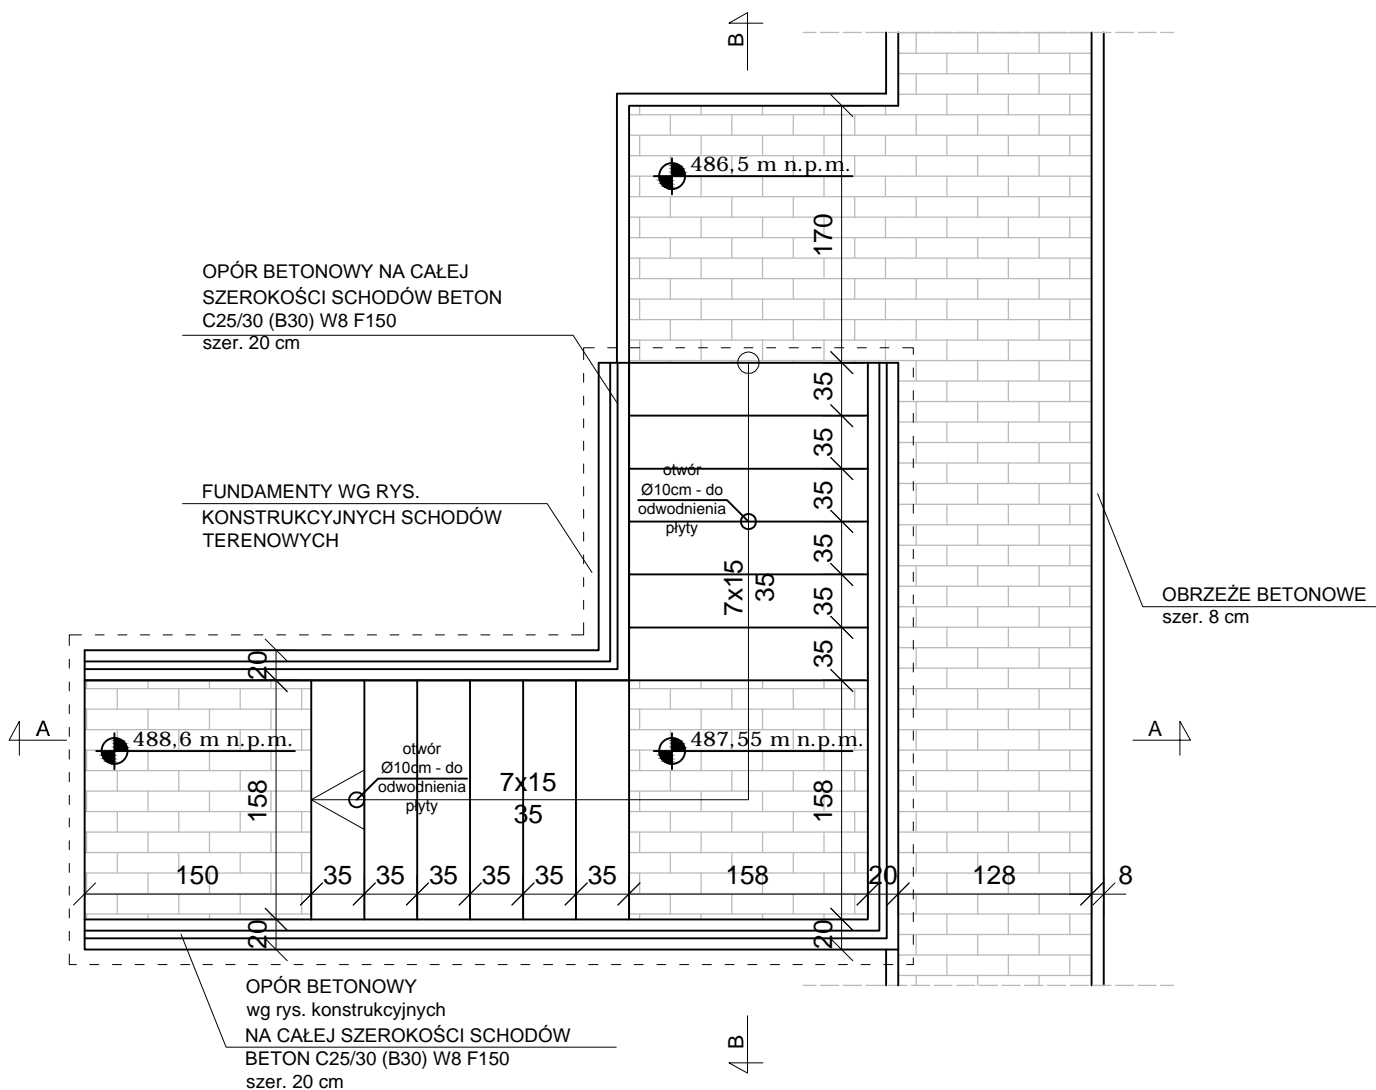 B
486,5 m n.p.m.
170
OPÓR BETONOWY NA CAŁEJ
SZEROKOŚCI SCHODÓW BETON
C25/30 (B30) W8 F150
szer. 20 cm
35
35
35
35
35
35
otwór
Ø10cm - do
odwodnienia
płyty
7x15
35
FUNDAMENTY WG RYS.
KONSTRUKCYJNYCH SCHODÓW
TERENOWYCH
OBRZEŻE BETONOWE
szer. 8 cm
20
A
488,6 m n.p.m.
487,55 m n.p.m.
A
otwór
Ø10cm - do
odwodnienia
płyty
7x15
35
158
158
150
35
35
35
35
35
35
158
20
128
8
20
20
OPÓR BETONOWY
wg rys. konstrukcyjnych
NA CAŁEJ SZEROKOŚCI SCHODÓW
BETON C25/30 (B30) W8 F150
szer. 20 cm
B